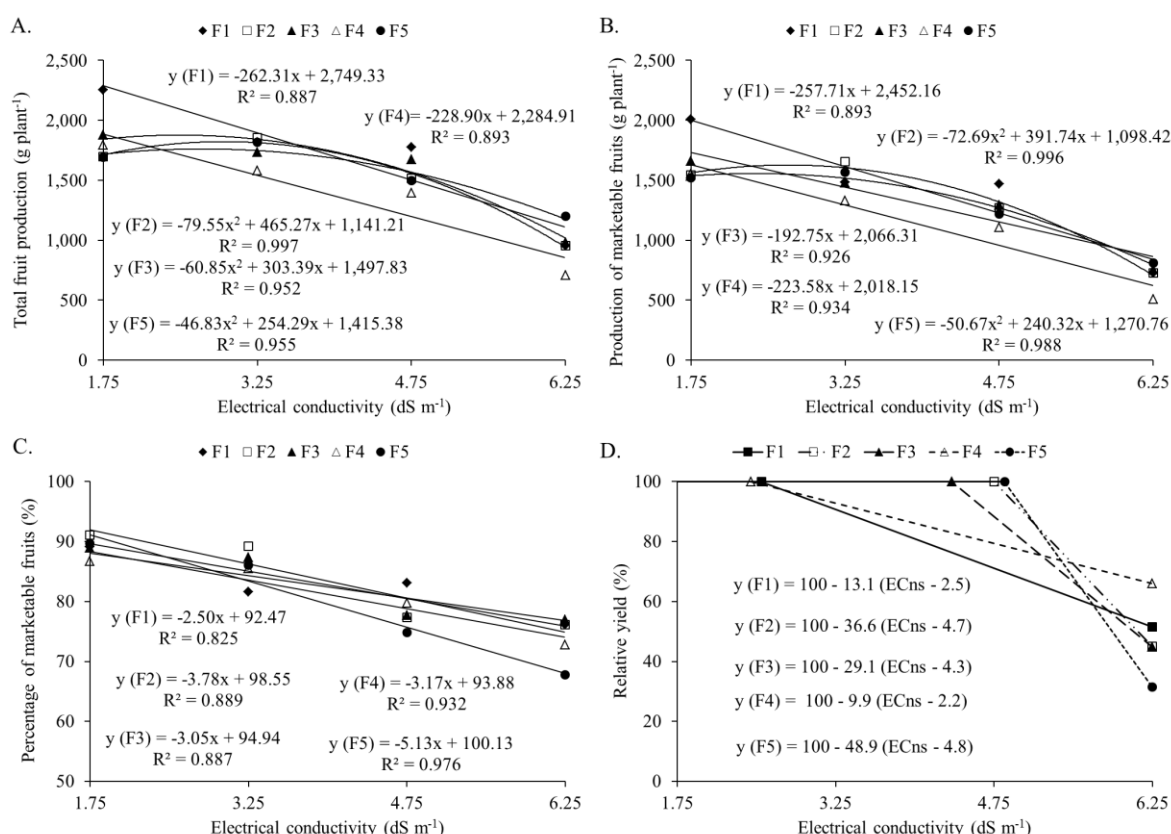 A.
F1 F2 F3 F4 F5
2,500
2,000
1,500
1,000
500
0
Total fruit production (g plant⁻¹)
y (F1) = -262.31x + 2,749.33
R² = 0.887
y (F4) = -228.90x + 2,284.91
R² = 0.893
y (F2) = -79.55x² + 465.27x + 1,141.21
R² = 0.997
y (F3) = -60.85x² + 303.39x + 1,497.83
R² = 0.952
y (F5) = -46.83x² + 254.29x + 1,415.38
R² = 0.955
1.75 3.25 4.75 6.25
Electrical conductivity (dS m⁻¹)
B.
F1 F2 F3 F4 F5
2,500
2,000
1,500
1,000
500
0
Production of marketable fruits (g plant⁻¹)
y (F1) = -257.71x + 2,452.16
R² = 0.893
y (F2) = -72.69x² + 391.74x + 1,098.42
R² = 0.996
y (F3) = -192.75x + 2,066.31
R² = 0.926
y (F4) = -223.58x + 2,018.15
R² = 0.934
y (F5) = -50.67x² + 240.32x + 1,270.76
R² = 0.988
1.75 3.25 4.75 6.25
Electrical conductivity (dS m⁻¹)
C.
F1 F2 F3 F4 F5
100
90
80
70
60
50
Percentage of marketable fruits (%)
y (F1) = -2.50x + 92.47
R² = 0.825
y (F2) = -3.78x + 98.55
R² = 0.889
y (F4) = -3.17x + 93.88
R² = 0.932
y (F3) = -3.05x + 94.94
R² = 0.887
y (F5) = -5.13x + 100.13
R² = 0.976
1.75 3.25 4.75 6.25
Electrical conductivity (dS m⁻¹)
D.
F1 F2 F3 F4 F5
100
80
60
40
20
0
Relative yield (%)
y (F1) = 100 - 13.1 (ECns - 2.5)
y (F2) = 100 - 36.6 (ECns - 4.7)
y (F3) = 100 - 29.1 (ECns - 4.3)
y (F4) = 100 - 9.9 (ECns - 2.2)
y (F5) = 100 - 48.9 (ECns - 4.8)
1.75 3.25 4.75 6.25
Electrical conductivity (dS m⁻¹)